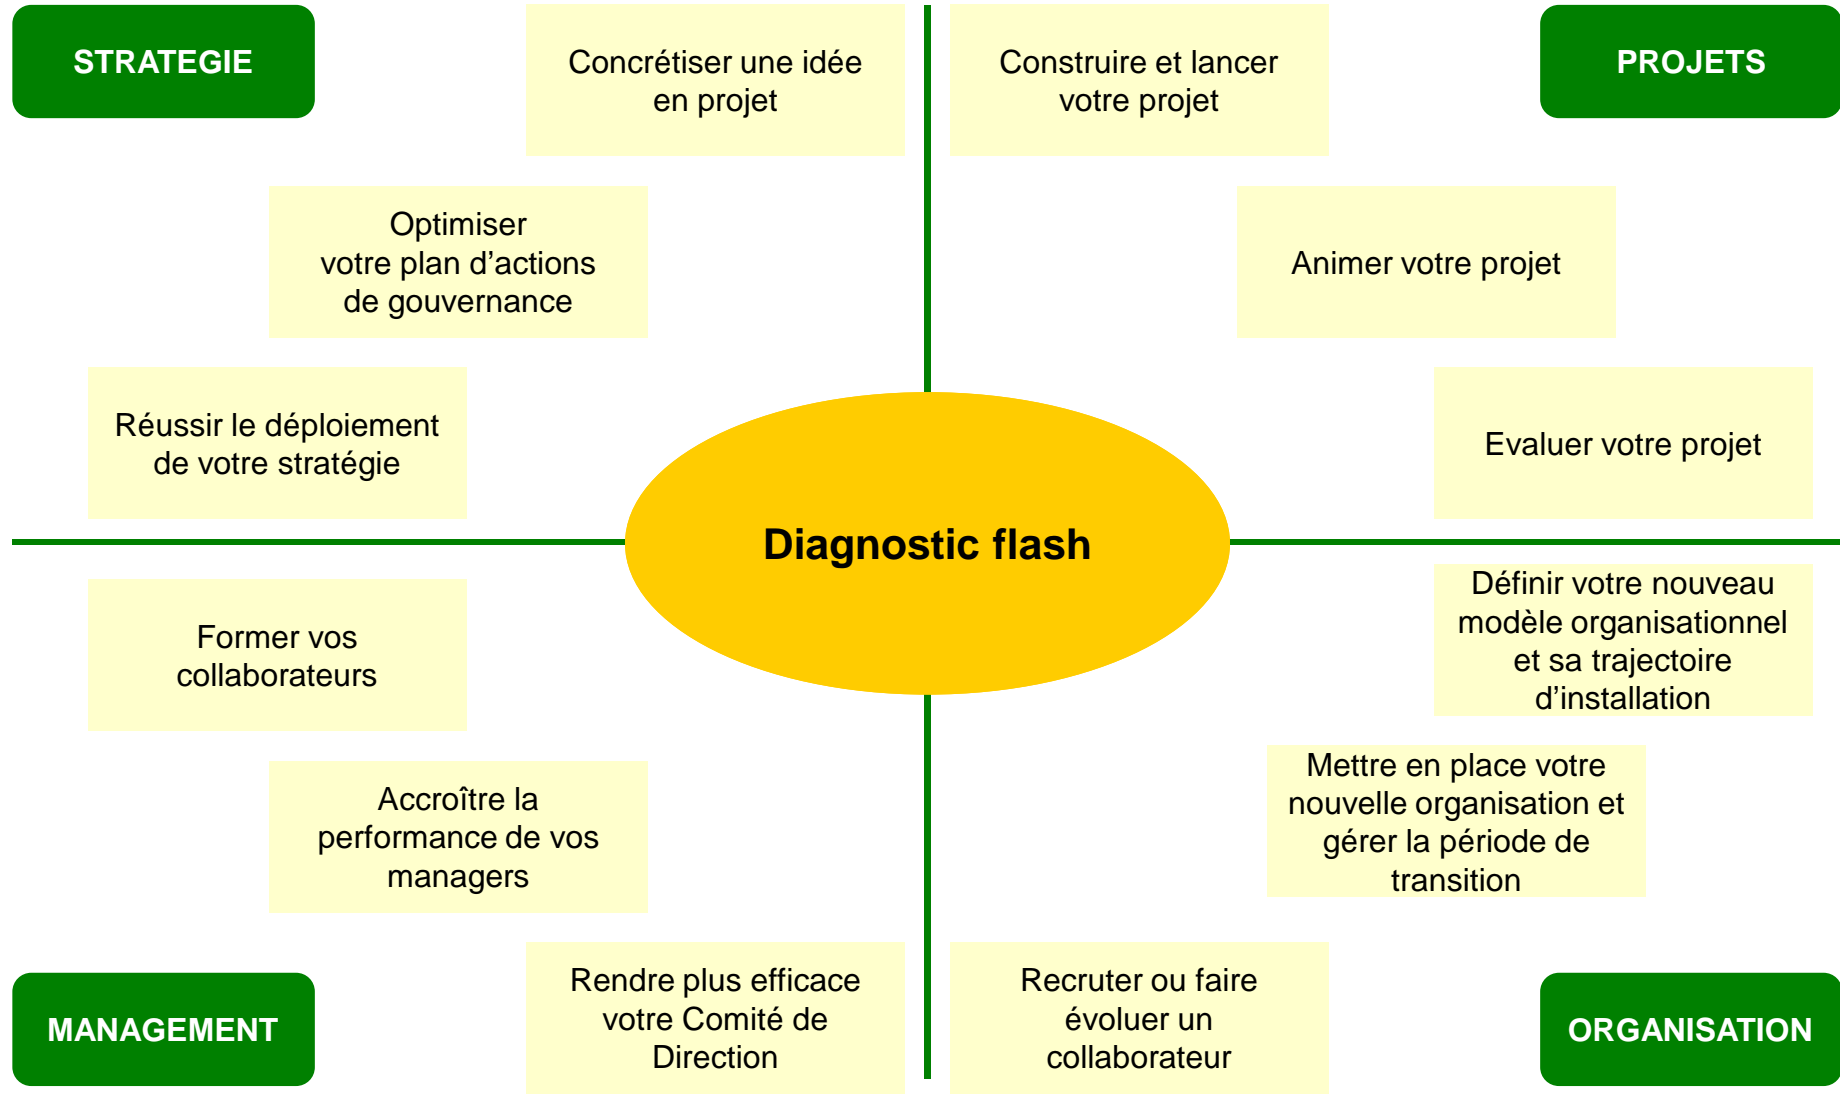 STRATEGIE
Concrétiser une idée
en projet
Construire et lancer
votre projet
PROJETS
Optimiser
votre plan d’actions
de gouvernance
Animer votre projet
Réussir le déploiement
de votre stratégie
Evaluer votre projet
Diagnostic flash
Former vos
collaborateurs
Définir votre nouveau
modèle organisationnel
et sa trajectoire
d’installation
Accroître la
performance de vos
managers
Mettre en place votre
nouvelle organisation et
gérer la période de
transition
MANAGEMENT
Rendre plus efficace
votre Comité de
Direction
Recruter ou faire
évoluer un
collaborateur
ORGANISATION